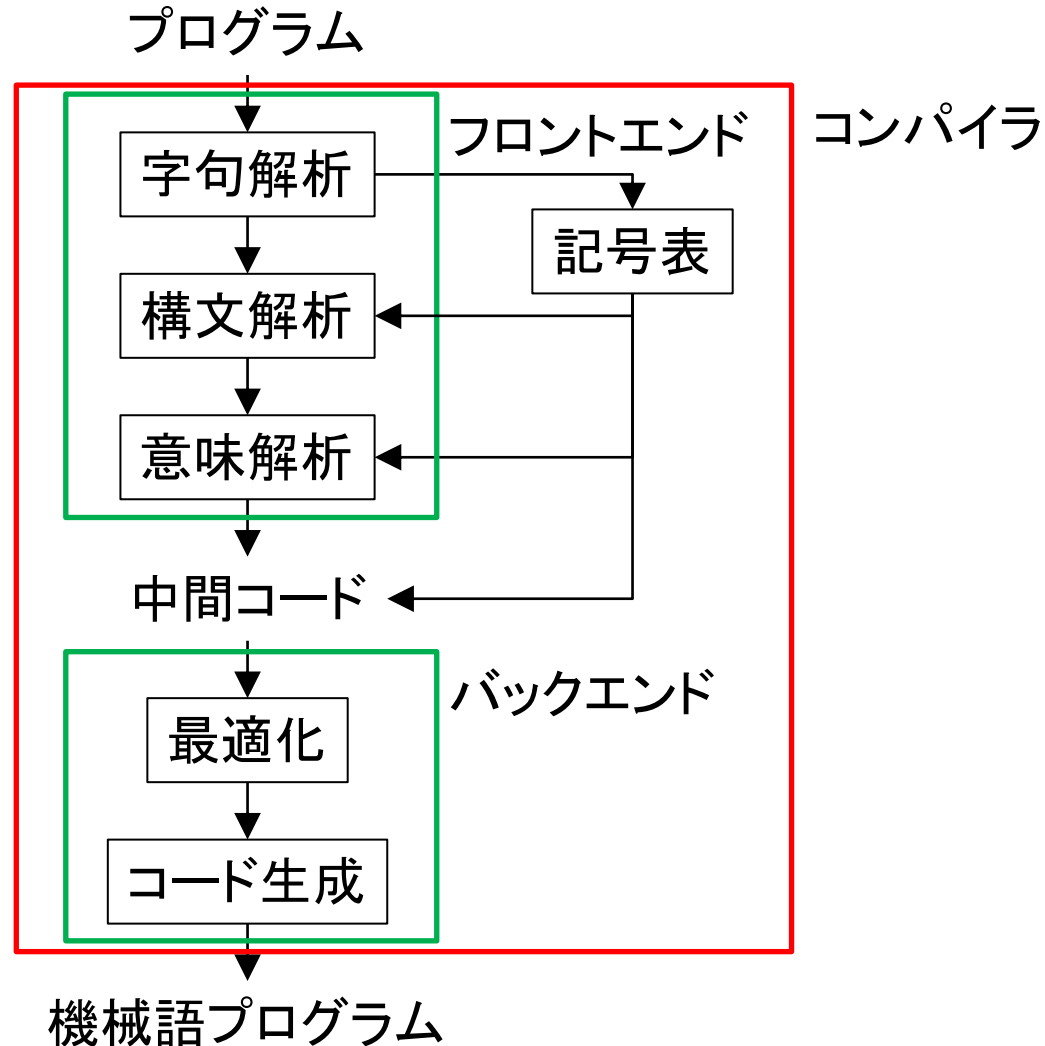 プログラム
コンパイラ
フロントエンド
字句解析
記号表
構文解析
意味解析
中間コード
バックエンド
最適化
コード生成
機械語プログラム